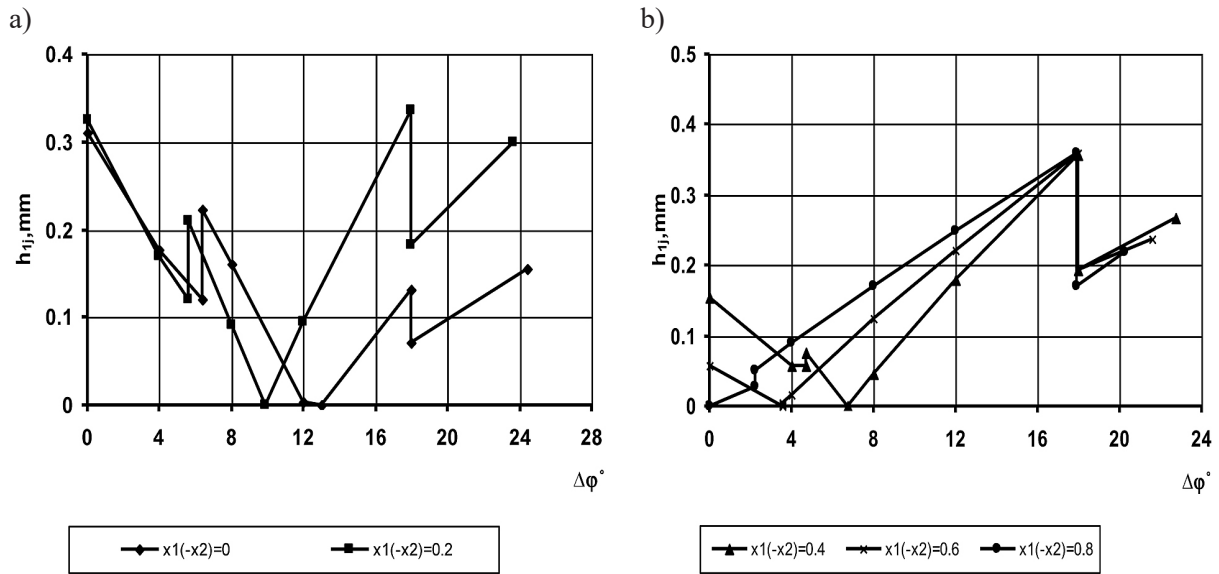 a)
0.4
0.3
0.2
0.1
0
h1j,mm
0 4 8 12 16 20 24 28
Δφ°
x1(-x2)=0 x1(-x2)=0.2
b)
0.5
0.4
0.3
0.2
0.1
0
h1j,mm
0 4 8 12 16 20 24
Δφ°
x1(-x2)=0.4 x1(-x2)=0.6 x1(-x2)=0.8